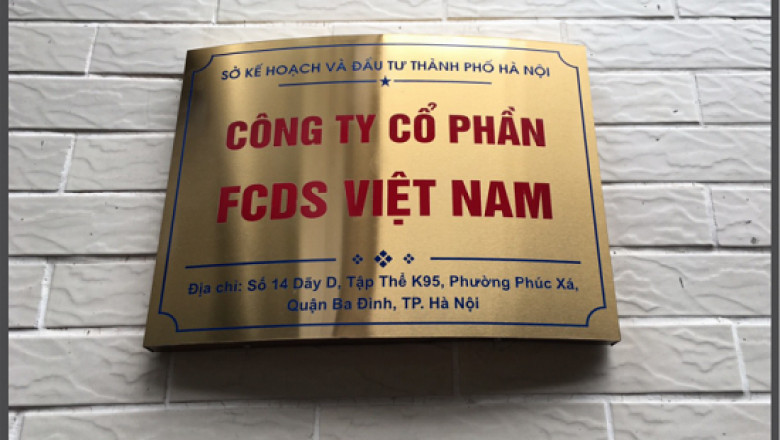 SỞ KẾ HOẠCH VÀ ĐẦU TƯ THÀNH PHỐ HÀ NỘI
CÔNG TY CỔ PHẦN
FCDS VIỆT NAM
Địa chỉ: Số 14 Dãy D, Tập Thể K95, Phường Phúc Xá,
Quận Ba Đình, TP. Hà Nội